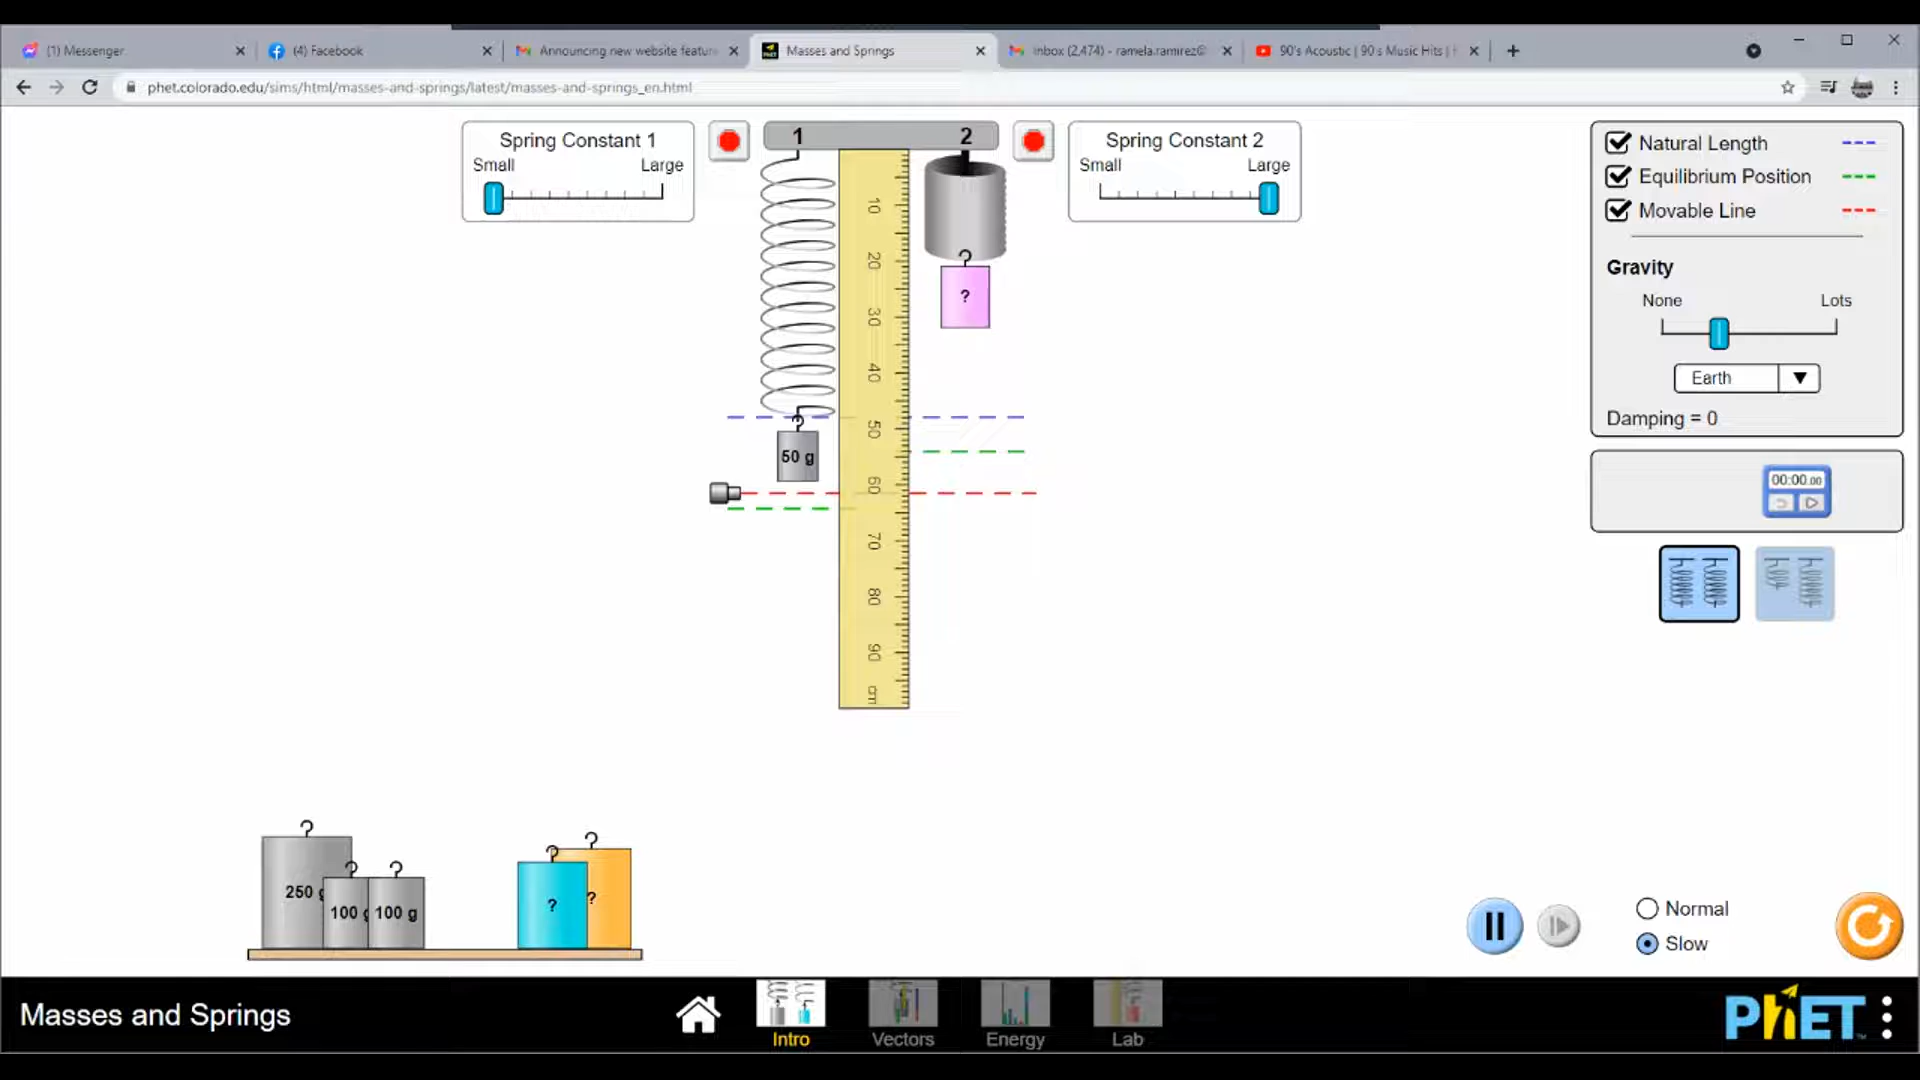 (1) Messenger
(4) Facebook
Announcing new website feature
Masses and Springs
Inbox (2,474) - ramela.ramirez@
90's Acoustic | 90 s Music Hits |
phet.colorado.edu/sims/html/masses-and-springs/latest/masses-and-springs_en.html
Spring Constant 1
Small Large
1
2
Spring Constant 2
Small Large
Natural Length
Equilibrium Position
Movable Line
Gravity
None Lots
Earth
Damping = 0
10
20
30
40
50
60
70
80
90
cm
?
50 g
00:00.00
250 g
100 g
100 g
?
?
Normal
Slow
Masses and Springs
Intro
Vectors
Energy
Lab
PhET